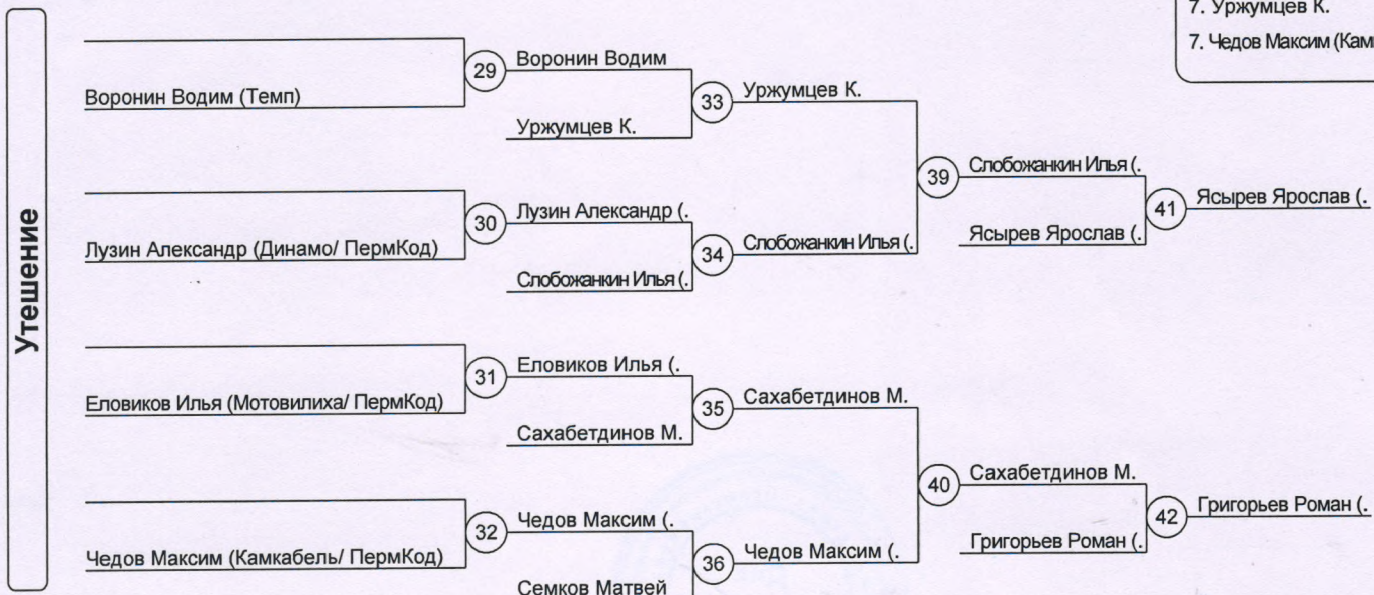 7. Уржумцев К.
7. Чедов Максим (Кам
Утешение
29
Воронин Водим
Воронин Водим (Темп)
33
Уржумцев К.
Уржумцев К.
39
Слобожанкин Илья (.
41
Ясырев Ярослав (.
30
Лузин Александр (.
Ясырев Ярослав (.
Лузин Александр (Динамо/ ПермКод)
34
Слобожанкин Илья (.
Слобожанкин Илья (.
31
Еловиков Илья (.
Еловиков Илья (Мотовилиха/ ПермКод)
35
Сахабетдинов М.
Сахабетдинов М.
40
Сахабетдинов М.
42
Григорьев Роман (.
32
Чедов Максим (.
Григорьев Роман (.
Чедов Максим (Камкабель/ ПермКод)
36
Чедов Максим (.
Семков Матвей